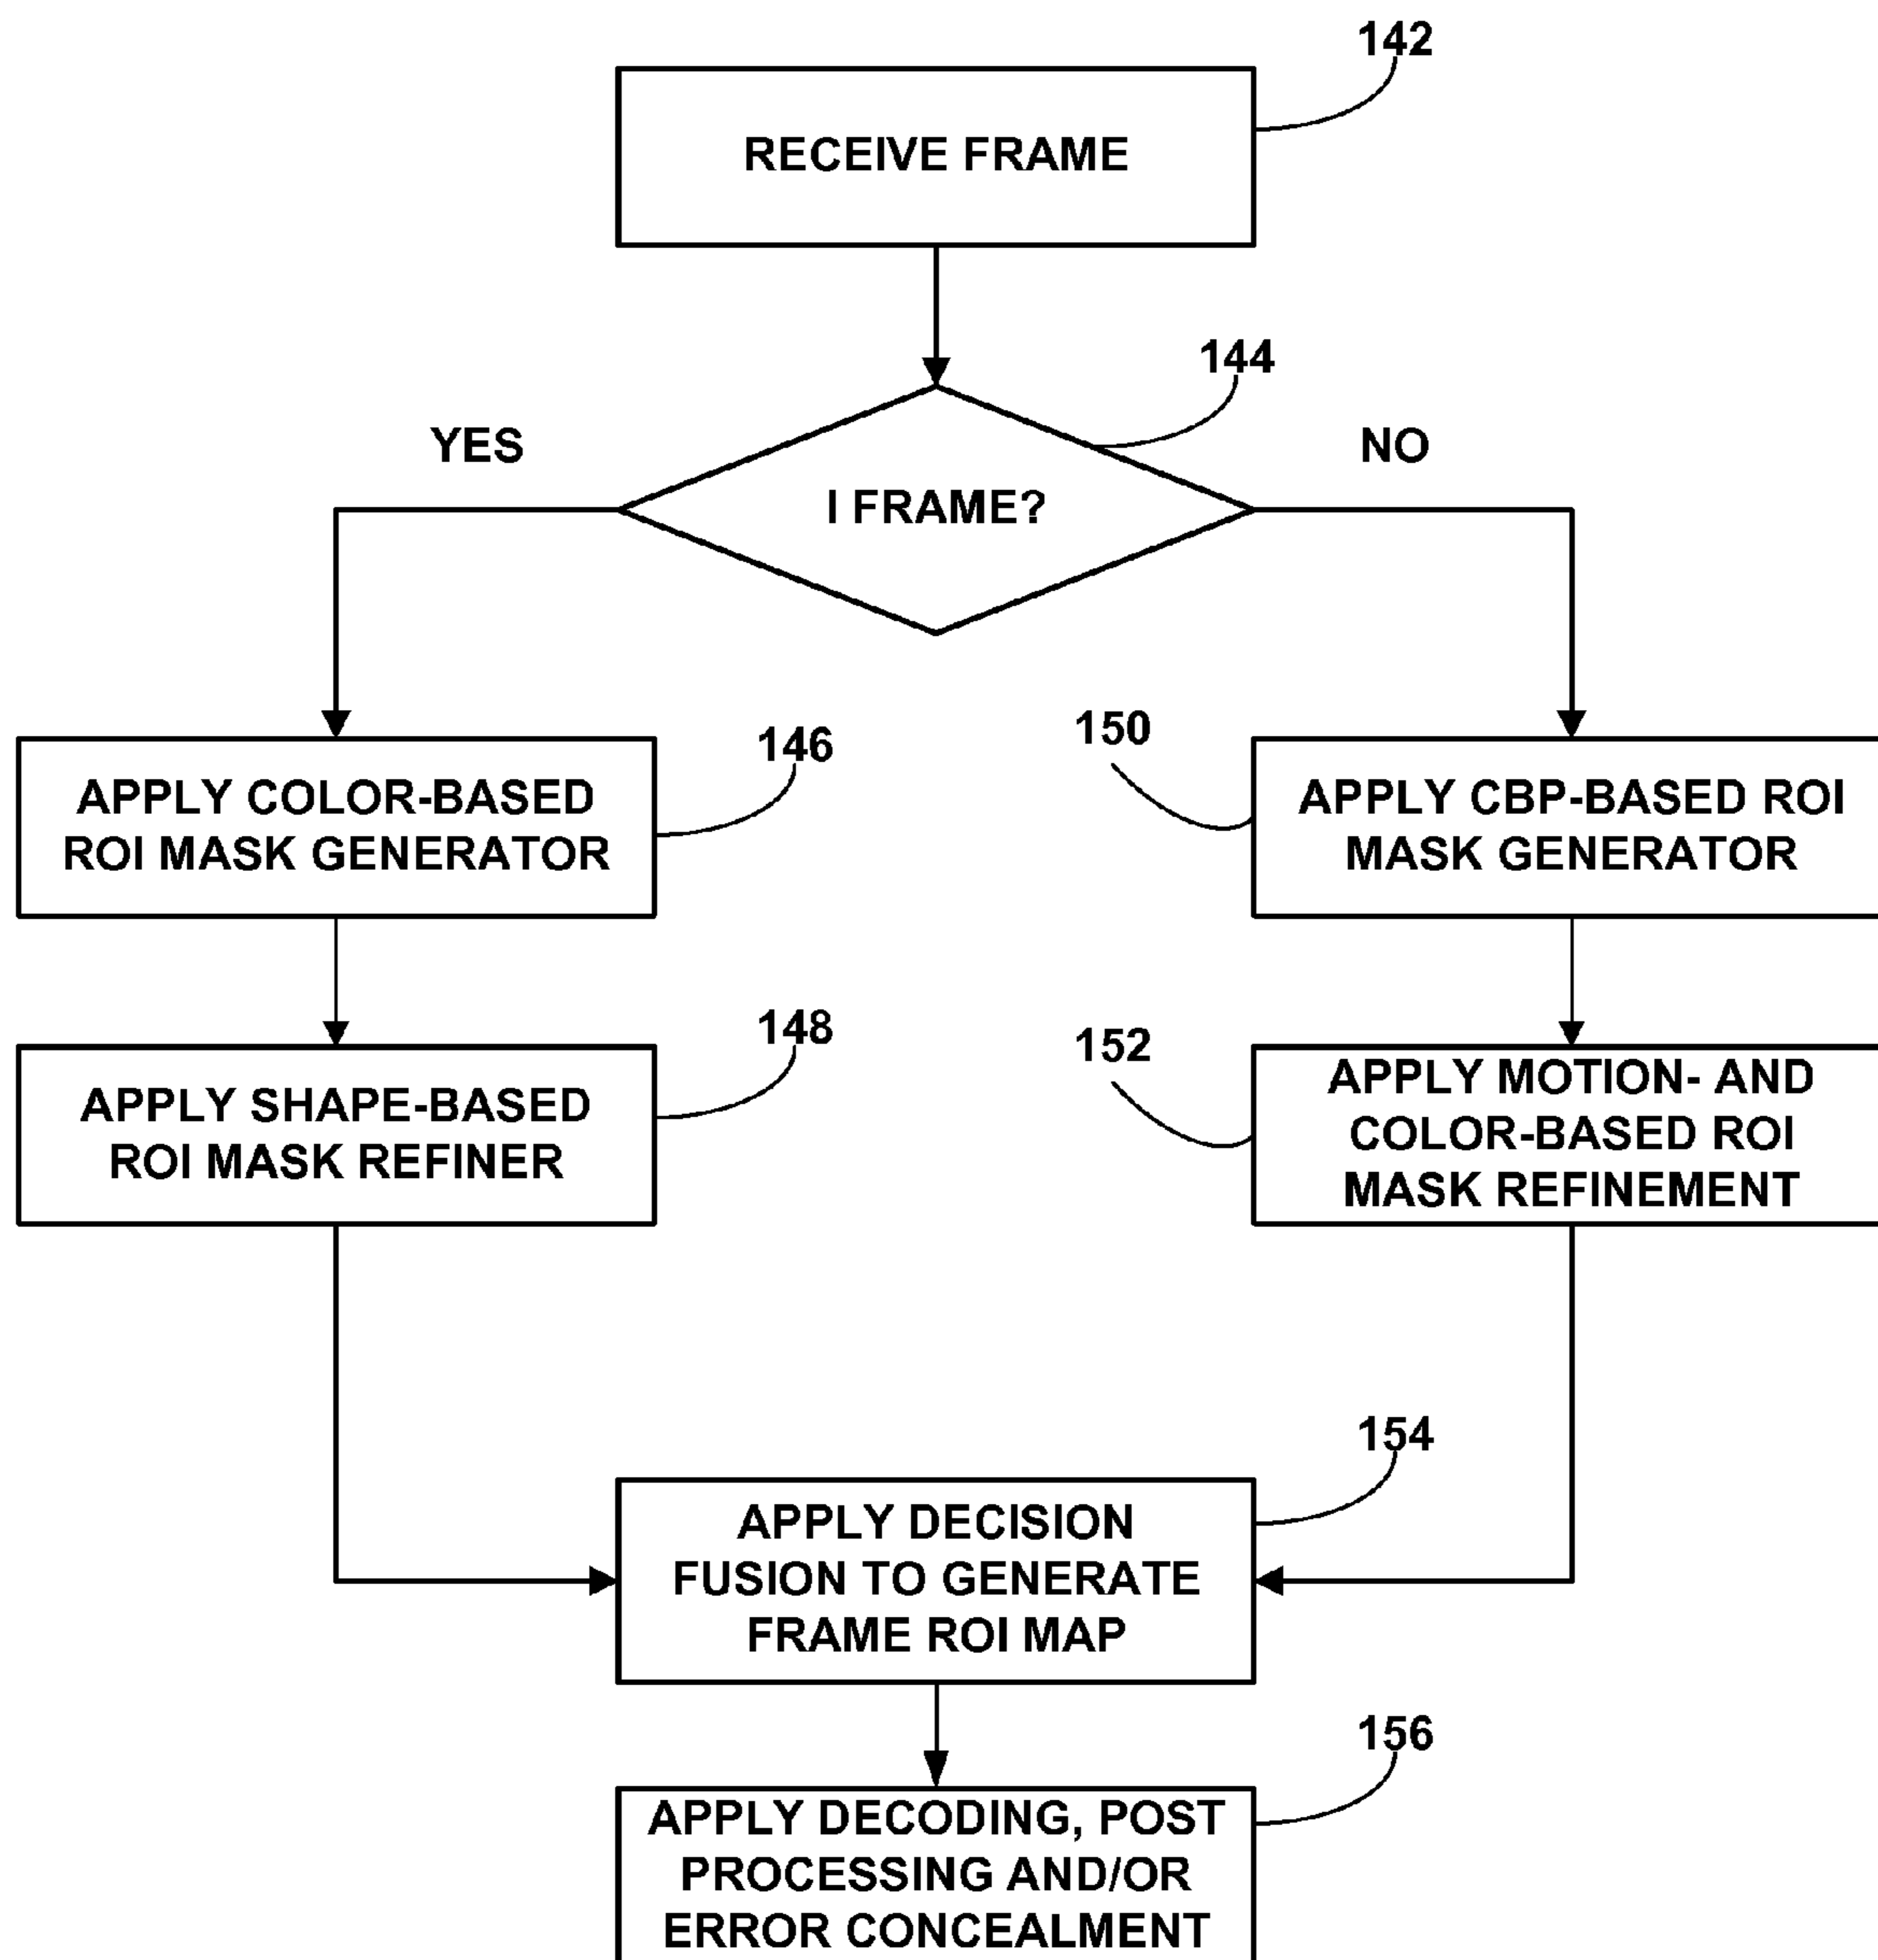 142
RECEIVE FRAME
144
YES
NO
I FRAME?
146
150
APPLY COLOR-BASED
ROI MASK GENERATOR
APPLY CBP-BASED ROI
MASK GENERATOR
148
152
APPLY SHAPE-BASED
ROI MASK REFINER
APPLY MOTION- AND
COLOR-BASED ROI
MASK REFINEMENT
154
APPLY DECISION
FUSION TO GENERATE
FRAME ROI MAP
156
APPLY DECODING, POST
PROCESSING AND/OR
ERROR CONCEALMENT